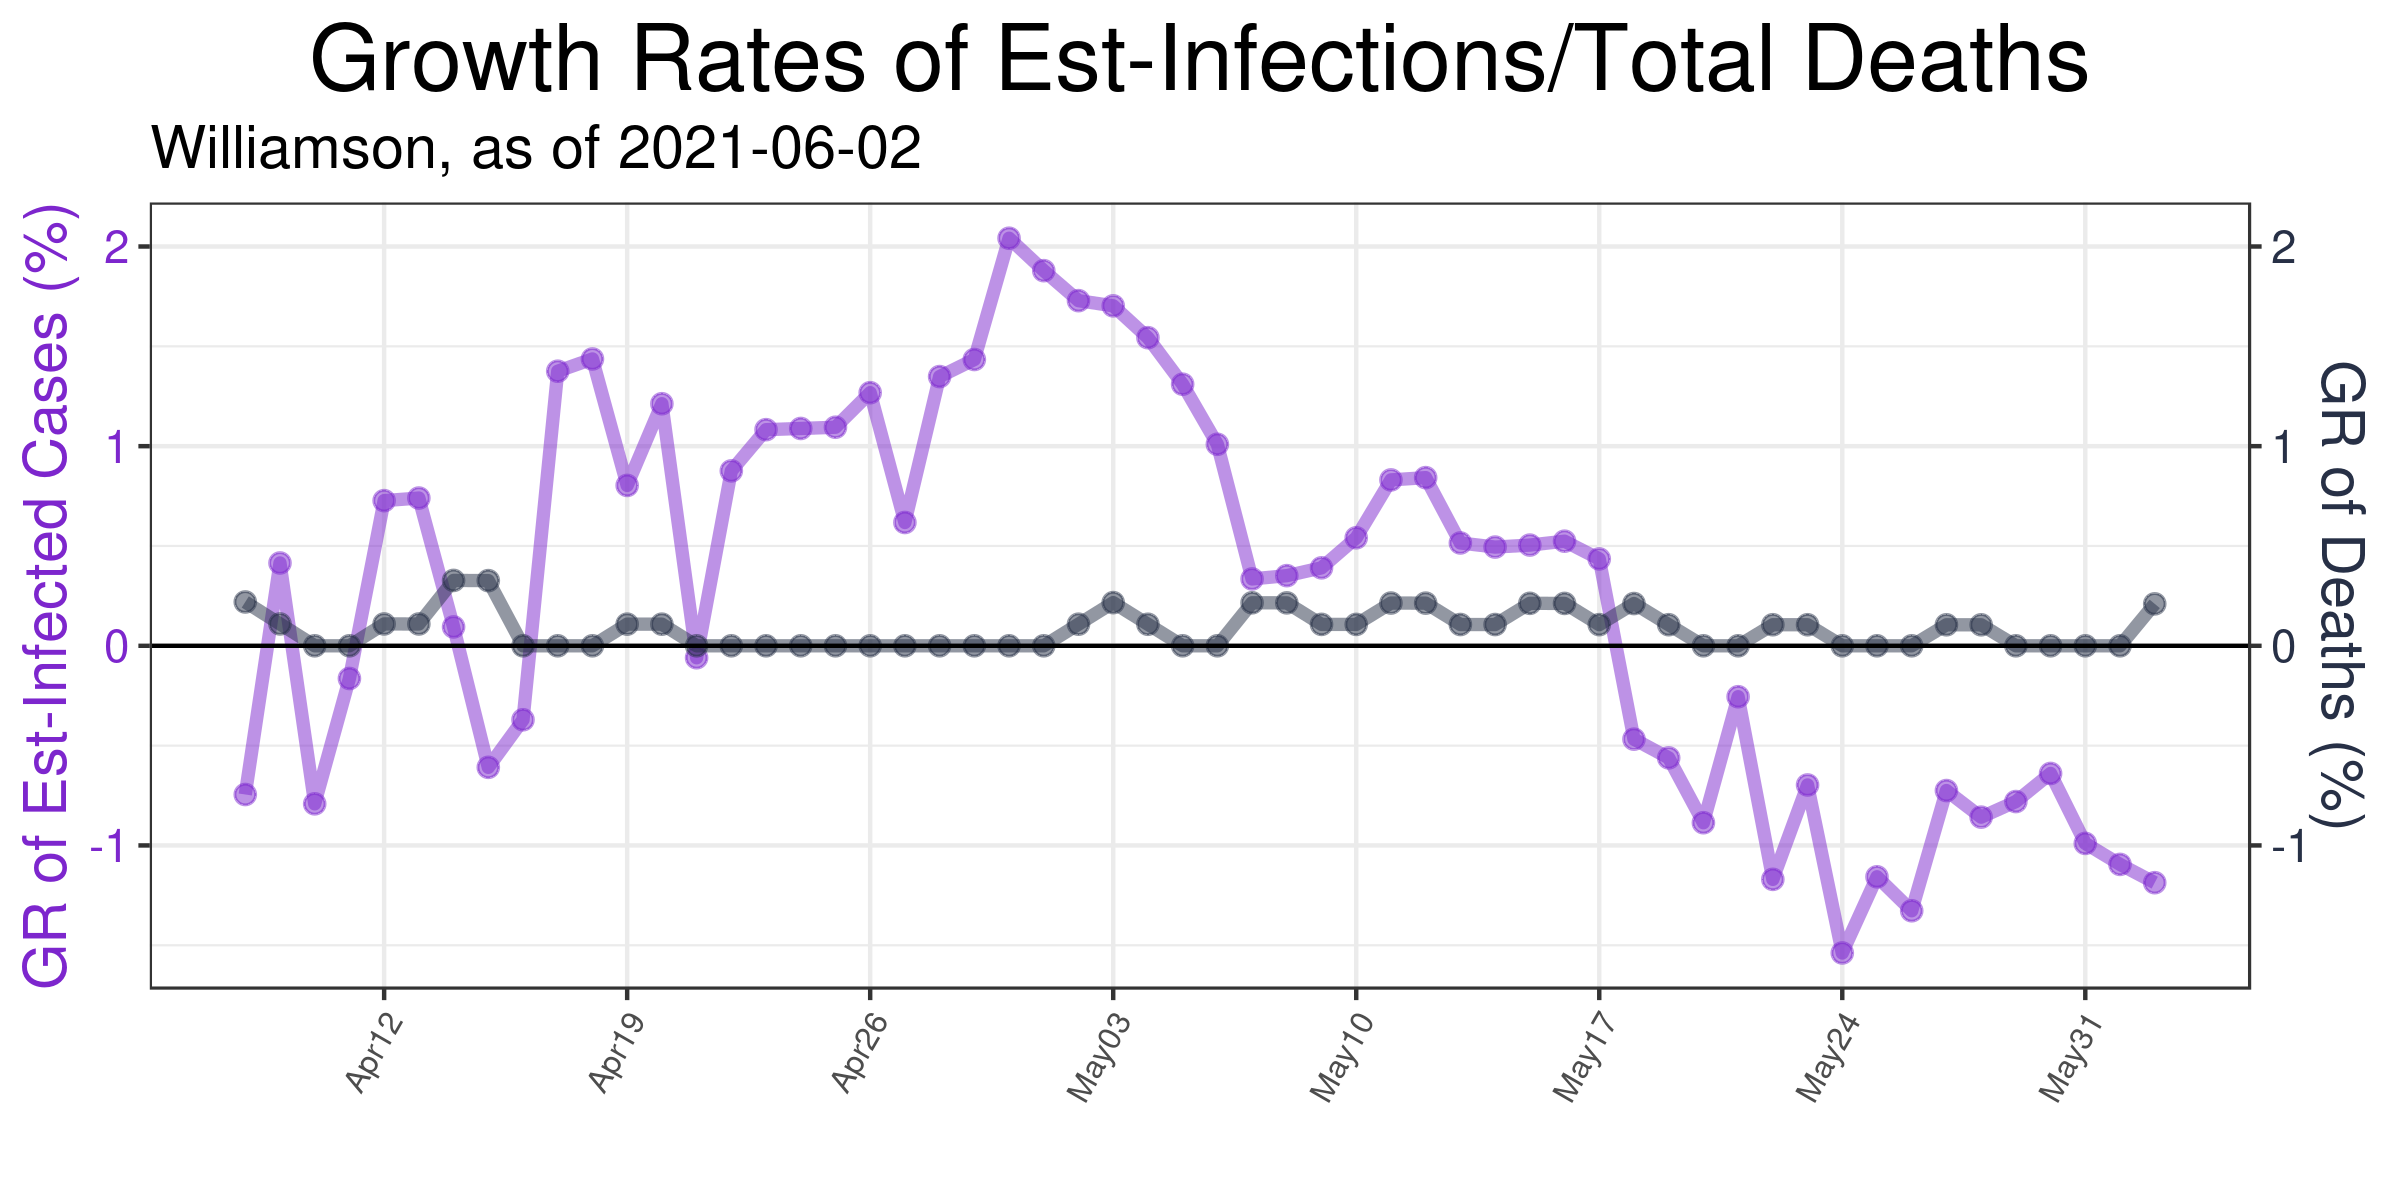 Growth Rates of Est-Infections/Total Deaths
Williamson, as of 2021-06-02
GR of Est-Infected Cases (%)
2
1
0
-1
2
1
0
-1
GR of Deaths (%)
Apr12
Apr19
Apr26
May03
May10
May17
May24
May31